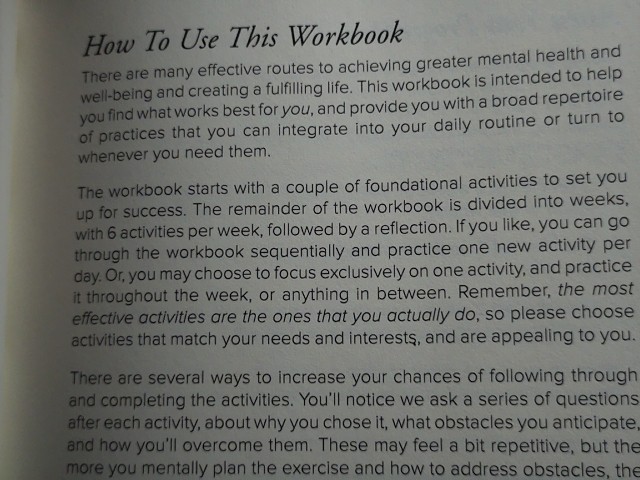 How To Use This Workbook
There are many effective routes to achieving greater mental health and
well-being and creating a fulfilling life. This workbook is intended to help
you find what works best for you, and provide you with a broad repertoire
of practices that you can integrate into your daily routine or turn to
whenever you need them.
The workbook starts with a couple of foundational activities to set you
up for success. The remainder of the workbook is divided into weeks,
with 6 activities per week, followed by a reflection. If you like, you can go
through the workbook sequentially and practice one new activity per
day. Or, you may choose to focus exclusively on one activity, and practice
it throughout the week, or anything in between. Remember, the most
effective activities are the ones that you actually do, so please choose
activities that match your needs and interests, and are appealing to you.
There are several ways to increase your chances of following through
and completing the activities. You'll notice we ask a series of questions
after each activity, about why you chose it, what obstacles you anticipate,
and how you'll overcome them. These may feel a bit repetitive, but the
more you mentally plan the exercise and how to address obstacles, the